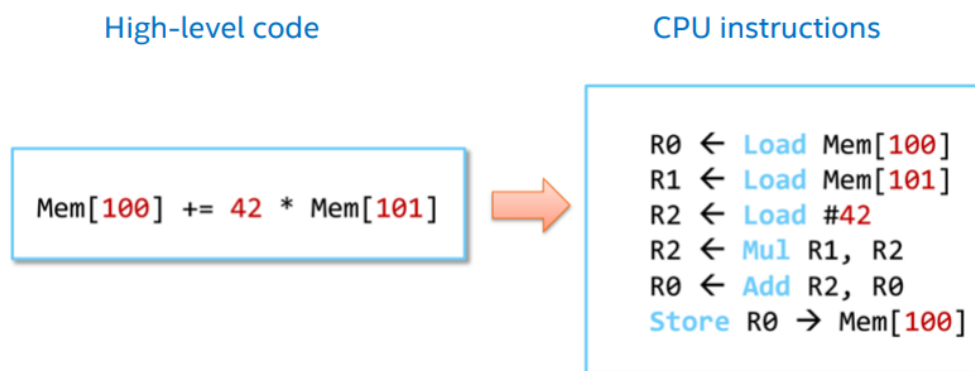 High-level code
CPU instructions
Mem[100] += 42 * Mem[101]
R0 ← Load Mem[100]
R1 ← Load Mem[101]
R2 ← Load #42
R2 ← Mul R1, R2
R0 ← Add R2, R0
Store R0 → Mem[100]